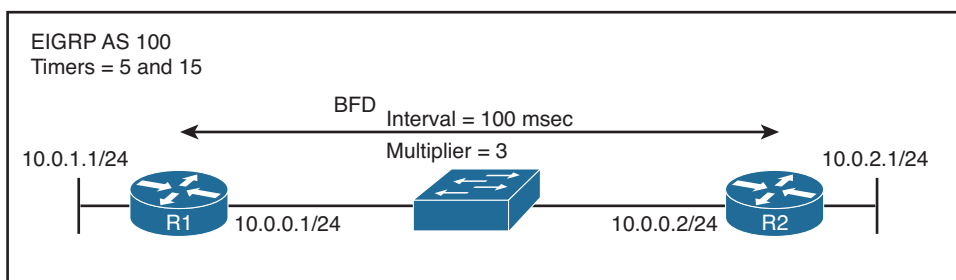 EIGRP AS 100
Timers = 5 and 15
BFD
Interval = 100 msec
Multiplier = 3
10.0.1.1/24
10.0.2.1/24
R1
10.0.0.1/24
10.0.0.2/24
R2